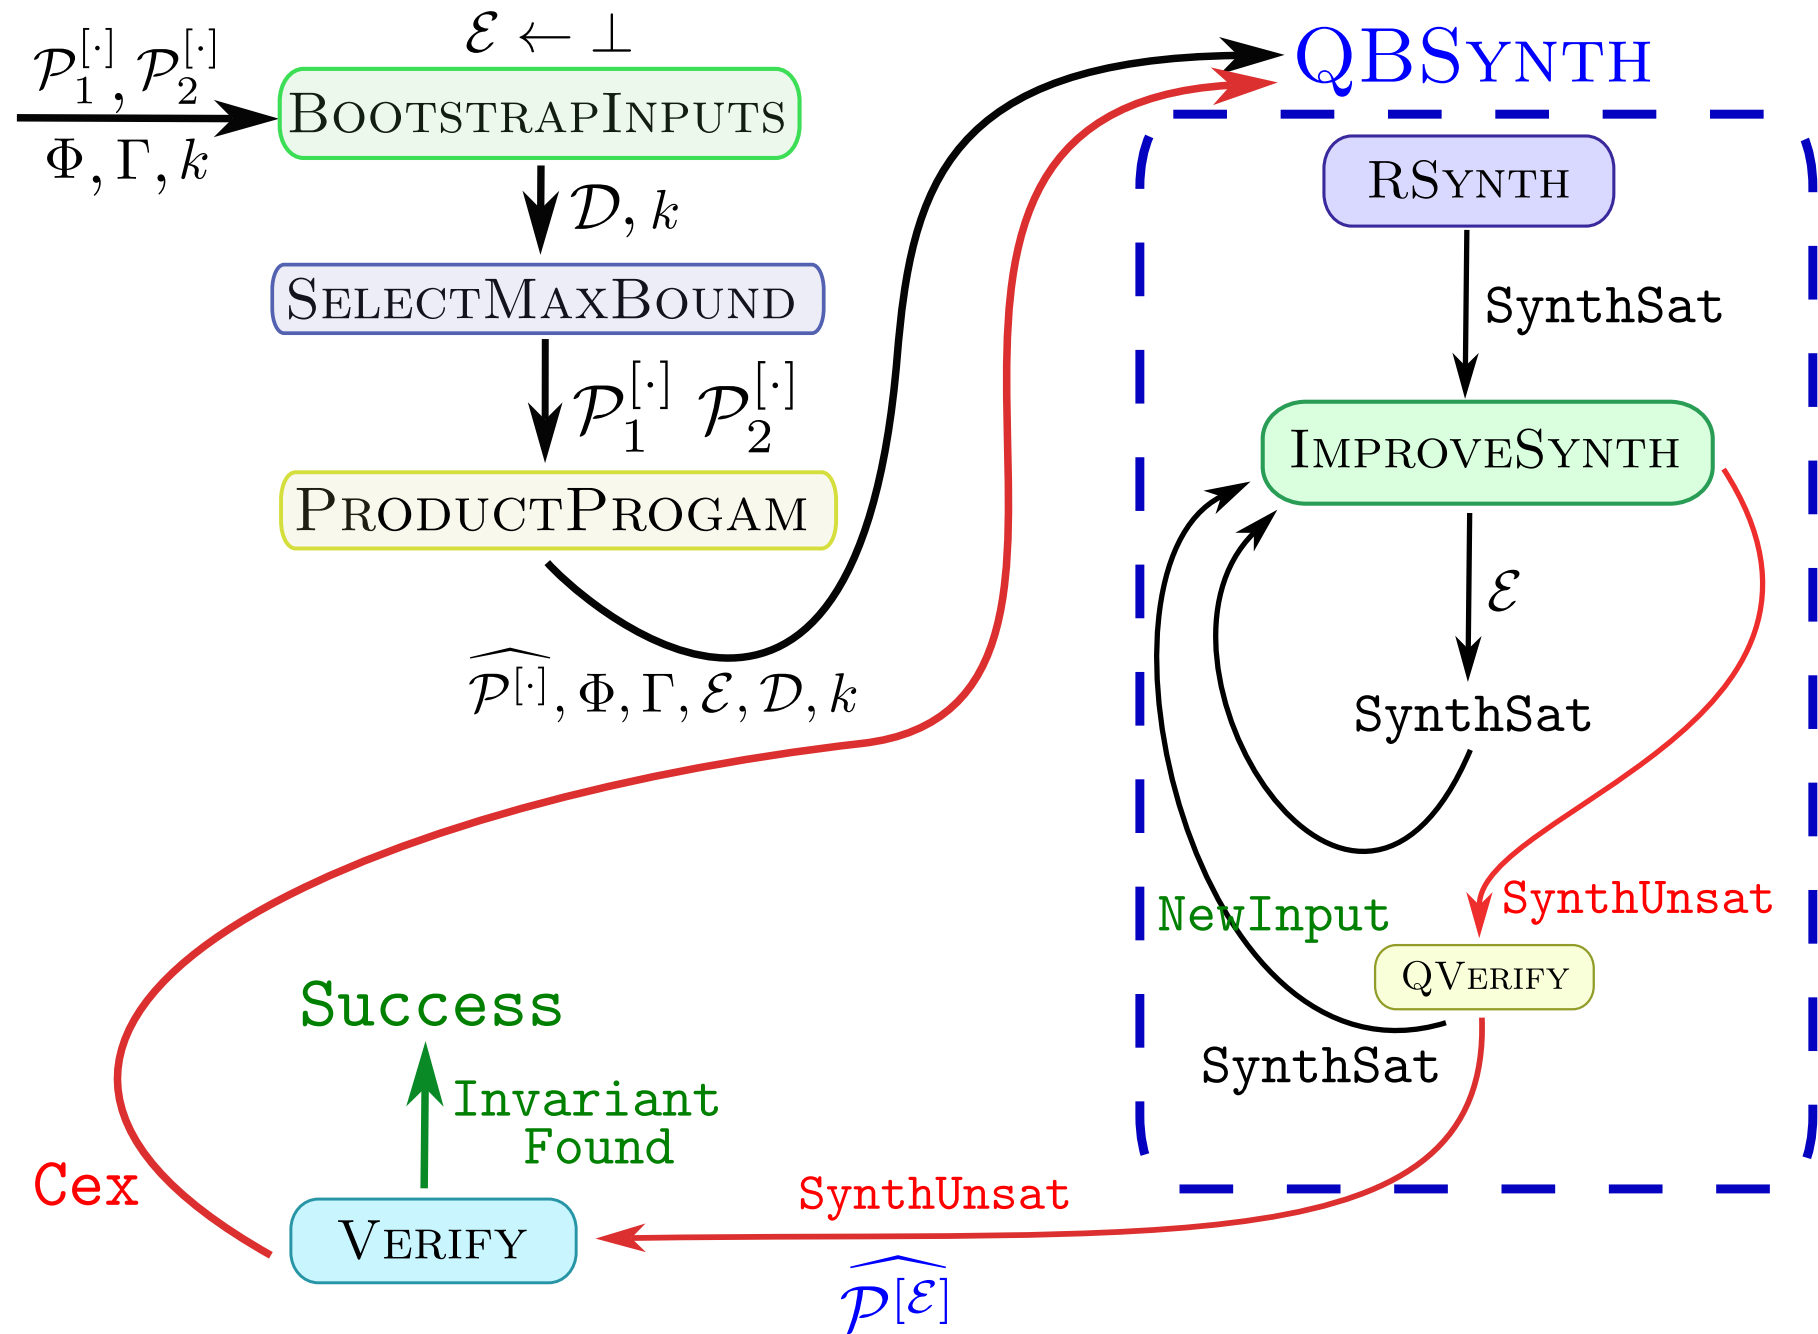 ℰ ← ⊥
𝒫₁^[·], 𝒫₂^[·]
Φ, Γ, k
BOOTSTRAPINPUTS
𝒟, k
SELECTMAXBOUND
𝒫₁^[·] 𝒫₂^[·]
PRODUCTPROGAM
\widehat{𝒫^[·]}, Φ, Γ, ℰ, 𝒟, k
QBSYNTH
RSYNTH
SynthSat
IMPROVESYNTH
ℰ
SynthSat
SynthUnsat
NewInput
QVERIFY
SynthSat
Success
Invariant
Found
Cex
VERIFY
SynthUnsat
\widehat{𝒫^[ℰ]}